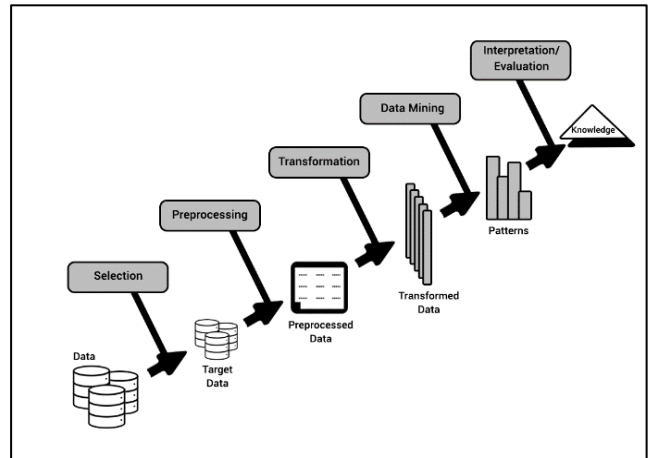 Interpretation/
Evaluation
Data Mining
Knowledge
Transformation
Preprocessing
Patterns
Selection
Transformed
Data
Preprocessed
Data
Data
Target
Data